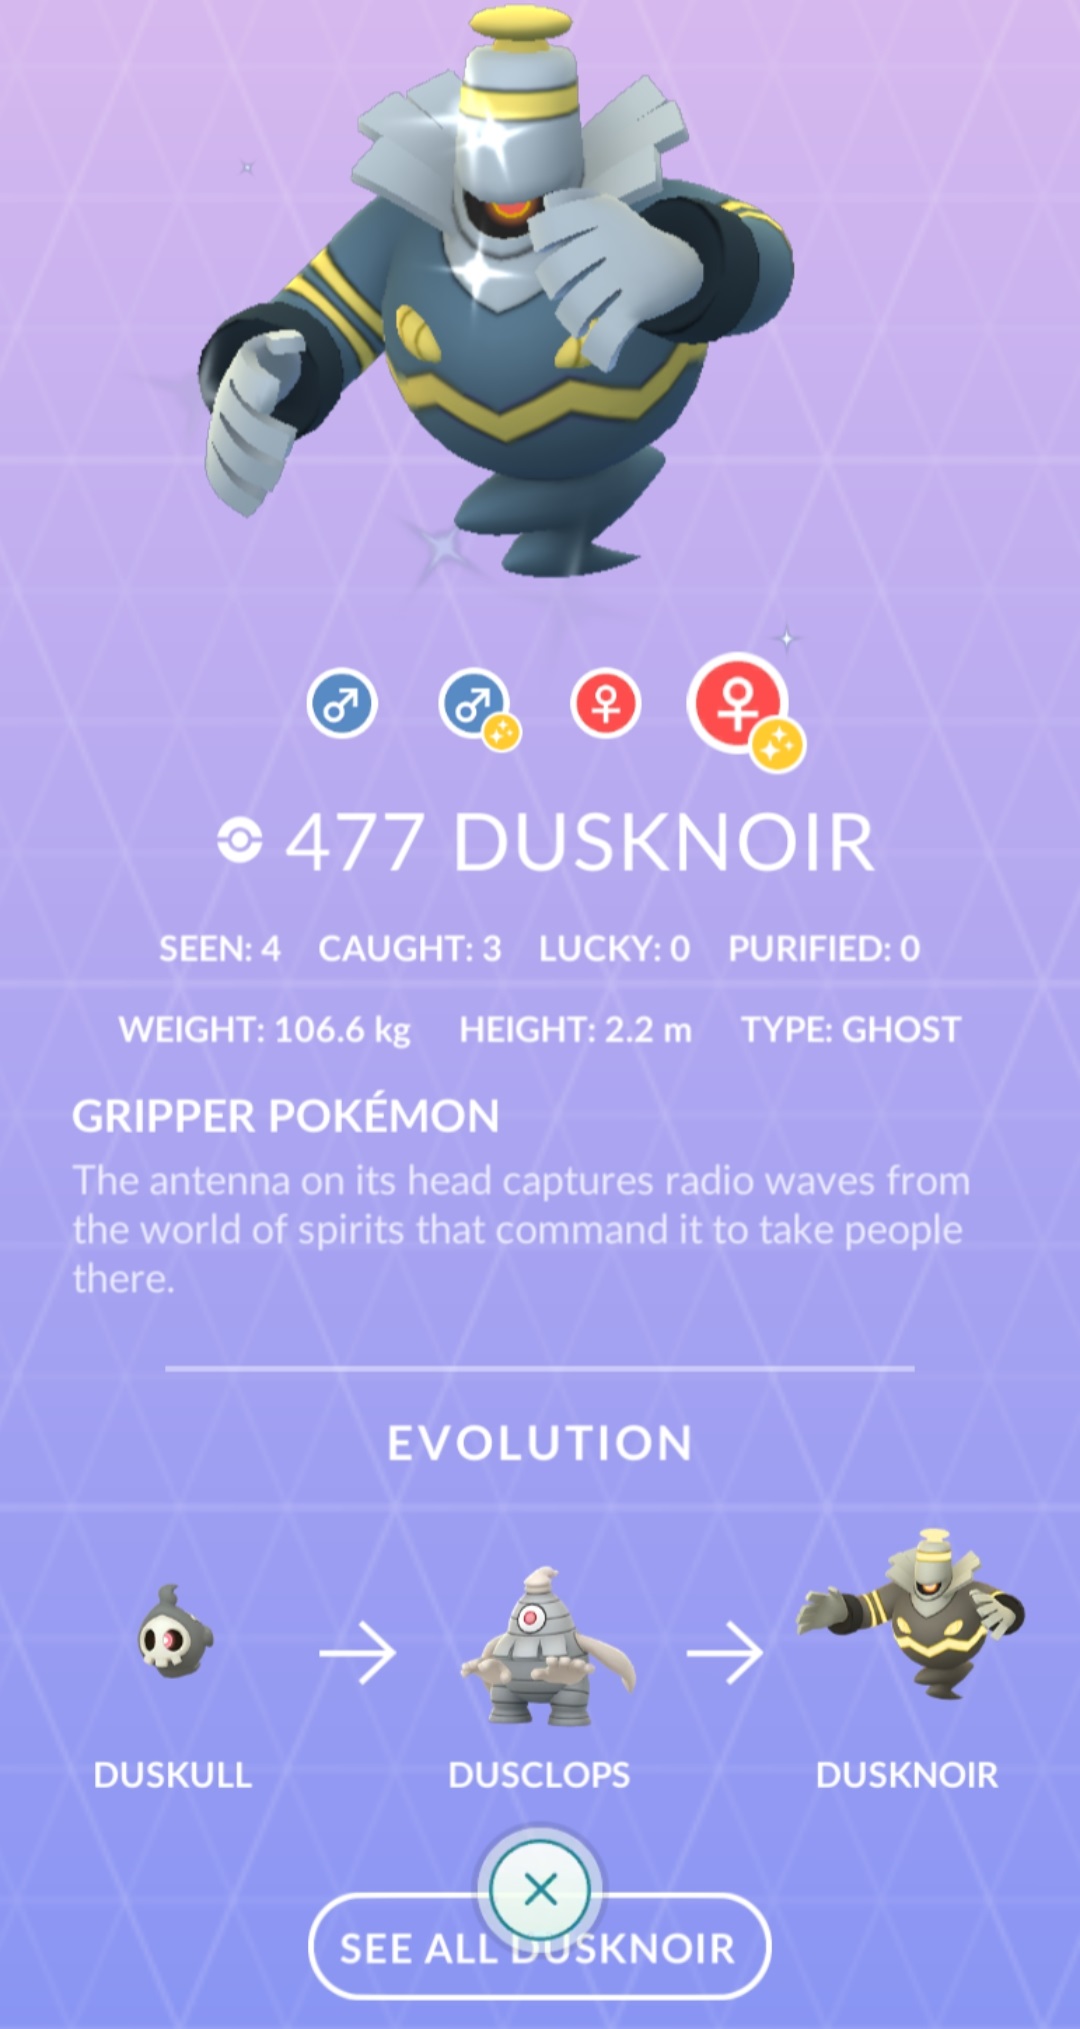 477 DUSKNOIR
SEEN: 4 CAUGHT: 3 LUCKY: 0 PURIFIED: 0
WEIGHT: 106.6 kg HEIGHT: 2.2 m TYPE: GHOST
GRIPPER POKÉMON
The antenna on its head captures radio waves from
the world of spirits that command it to take people
there.
EVOLUTION
DUSKULL DUSCLOPS DUSKNOIR
SEE ALL DUSKNOIR